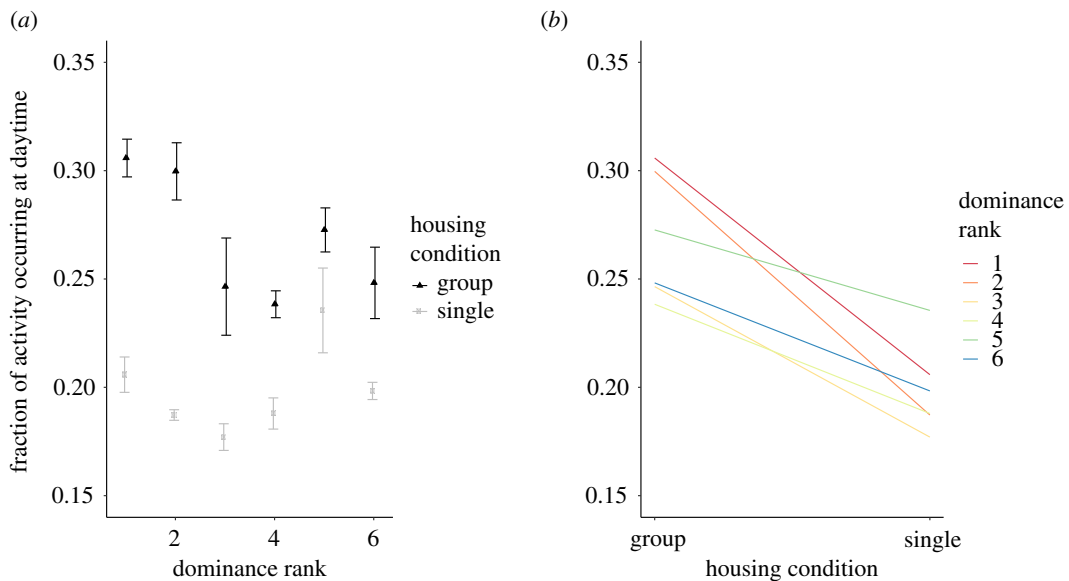 (a)
fraction of activity occurring at daytime
0.35
0.30
0.25
0.20
0.15
2
4
6
dominance rank
housing
condition
group
single
(b)
0.35
0.30
0.25
0.20
0.15
group
single
housing condition
dominance
rank
1
2
3
4
5
6